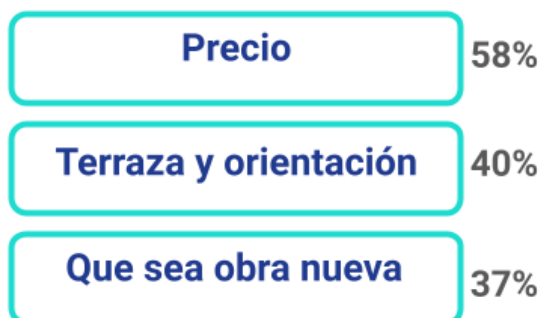 Precio 58%
Terraza y orientación 40%
Que sea obra nueva 37%